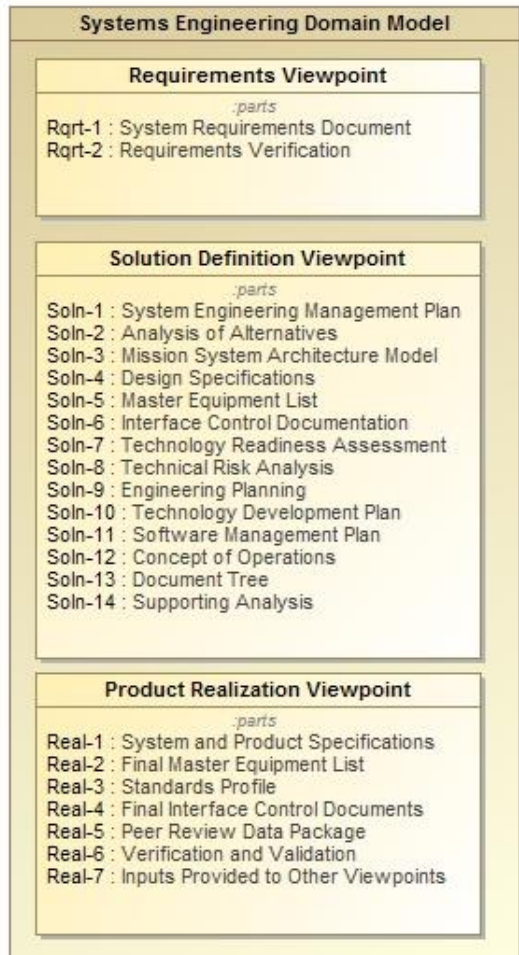 Systems Engineering Domain Model
Requirements Viewpoint
:parts
Rqrt-1 : System Requirements Document
Rqrt-2 : Requirements Verification
Solution Definition Viewpoint
:parts
Soln-1 : System Engineering Management Plan
Soln-2 : Analysis of Alternatives
Soln-3 : Mission System Architecture Model
Soln-4 : Design Specifications
Soln-5 : Master Equipment List
Soln-6 : Interface Control Documentation
Soln-7 : Technology Readiness Assessment
Soln-8 : Technical Risk Analysis
Soln-9 : Engineering Planning
Soln-10 : Technology Development Plan
Soln-11 : Software Management Plan
Soln-12 : Concept of Operations
Soln-13 : Document Tree
Soln-14 : Supporting Analysis
Product Realization Viewpoint
:parts
Real-1 : System and Product Specifications
Real-2 : Final Master Equipment List
Real-3 : Standards Profile
Real-4 : Final Interface Control Documents
Real-5 : Peer Review Data Package
Real-6 : Verification and Validation
Real-7 : Inputs Provided to Other Viewpoints